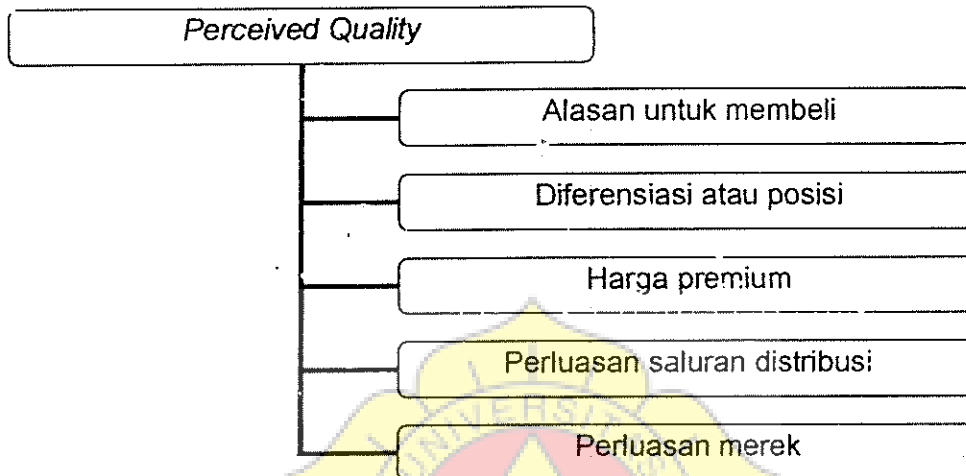 Perceived Quality
Alasan untuk membeli
Diferensiasi atau posisi
Harga premium
Perluasan saluran distribusi
Perluasan merek